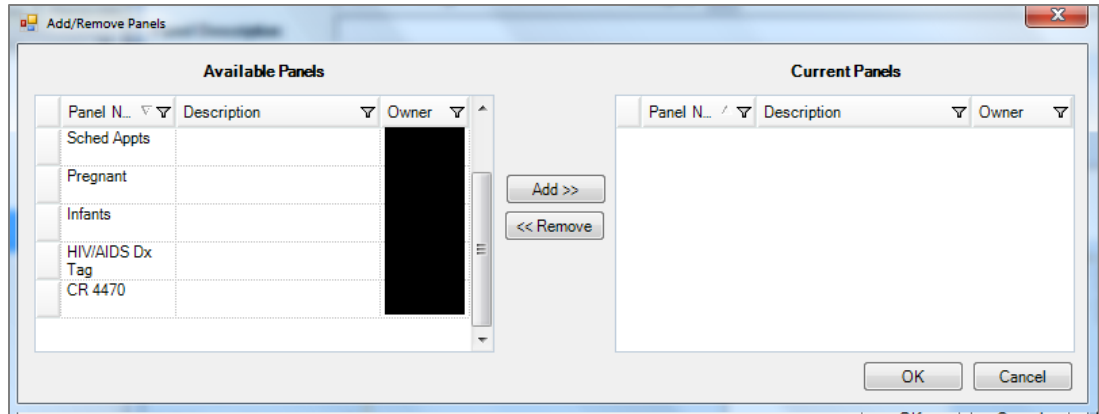 Add/Remove Panels
Available Panels
Current Panels
Panel N... Description Owner
Panel N... Description Owner
Sched Appts
Pregnant
Infants
HIV/AIDS Dx
Tag
CR 4470
Add >>
<< Remove
OK Cancel